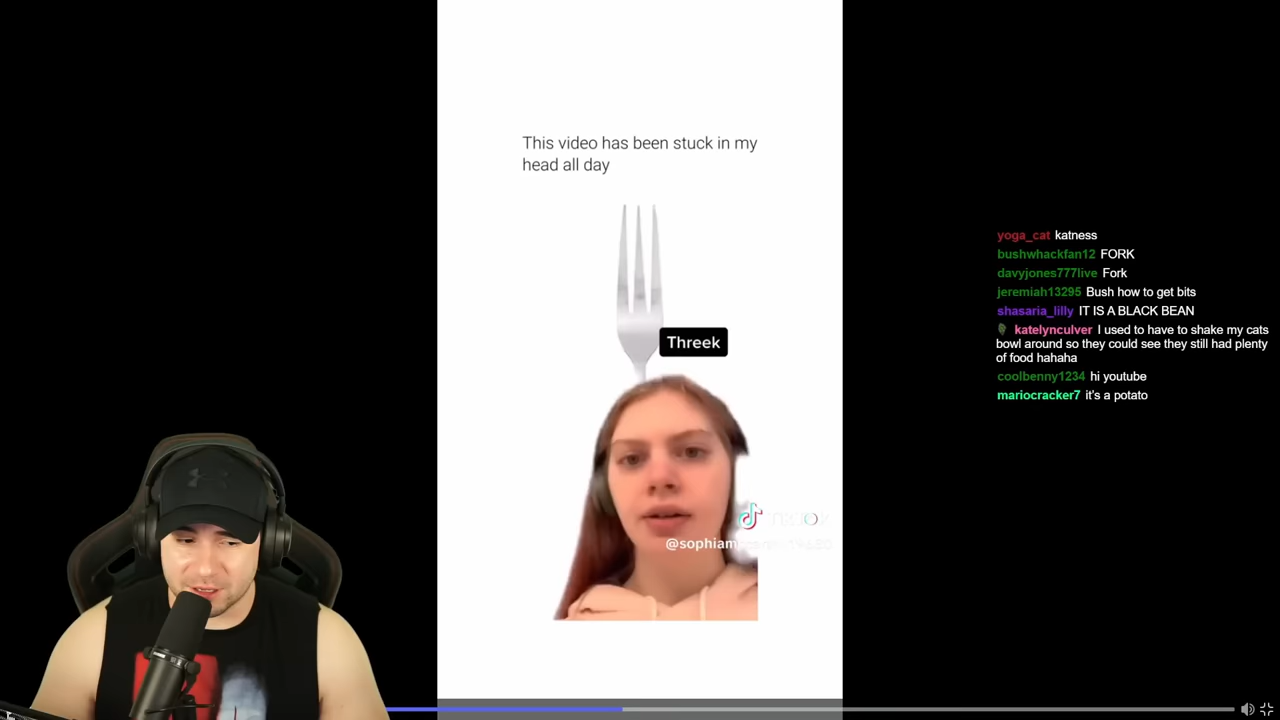 This video has been stuck in my
head all day
Threek
@sophiam
yoga_cat katness
bushwhackfan12 FORK
davyjones777live Fork
jeremiah13295 Bush how to get bits
shasaria_lilly IT IS A BLACK BEAN
katelynculver I used to have to shake my cats
bowl around so they could see they still had plenty
of food hahaha
coolbenny1234 hi youtube
mariocracker7 it's a potato